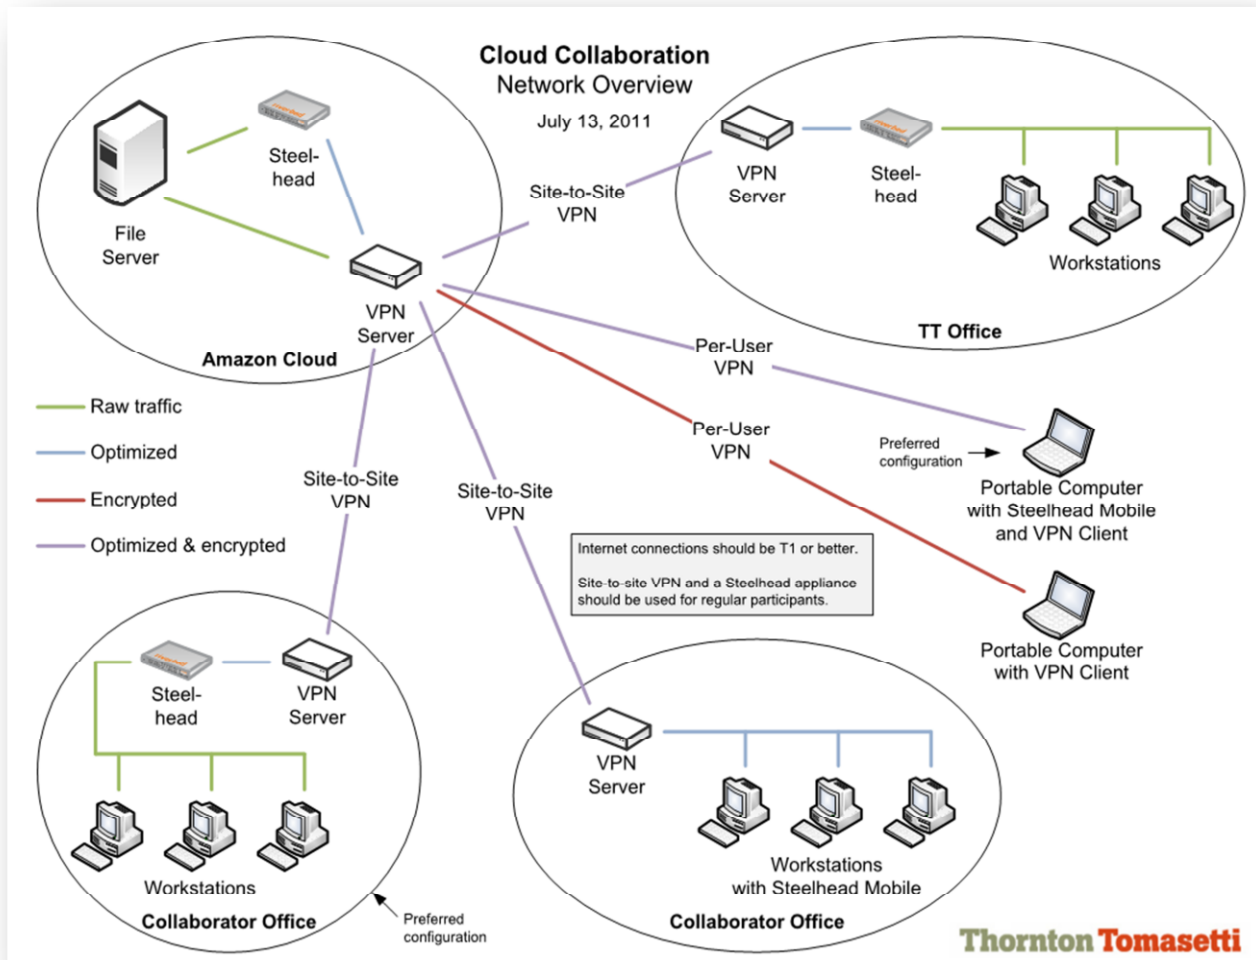 Cloud Collaboration
Network Overview
July 13, 2011
Steel-
head
File
Server
VPN
Server
Amazon Cloud
Site-to-Site
VPN
VPN
Server
Steel-
head
Workstations
TT Office
Raw traffic
Optimized
Encrypted
Optimized & encrypted
Per-User
VPN
Per-User
VPN
Preferred
configuration
Portable Computer
with Steelhead Mobile
and VPN Client
Portable Computer
with VPN Client
Site-to-Site
VPN
Site-to-Site
VPN
Internet connections should be T1 or better.
Site-to-site VPN and a Steelhead appliance
should be used for regular participants.
Steel-
head
VPN
Server
Workstations
Collaborator Office
Preferred
configuration
VPN
Server
Workstations
with Steelhead Mobile
Collaborator Office
Thornton Tomasetti